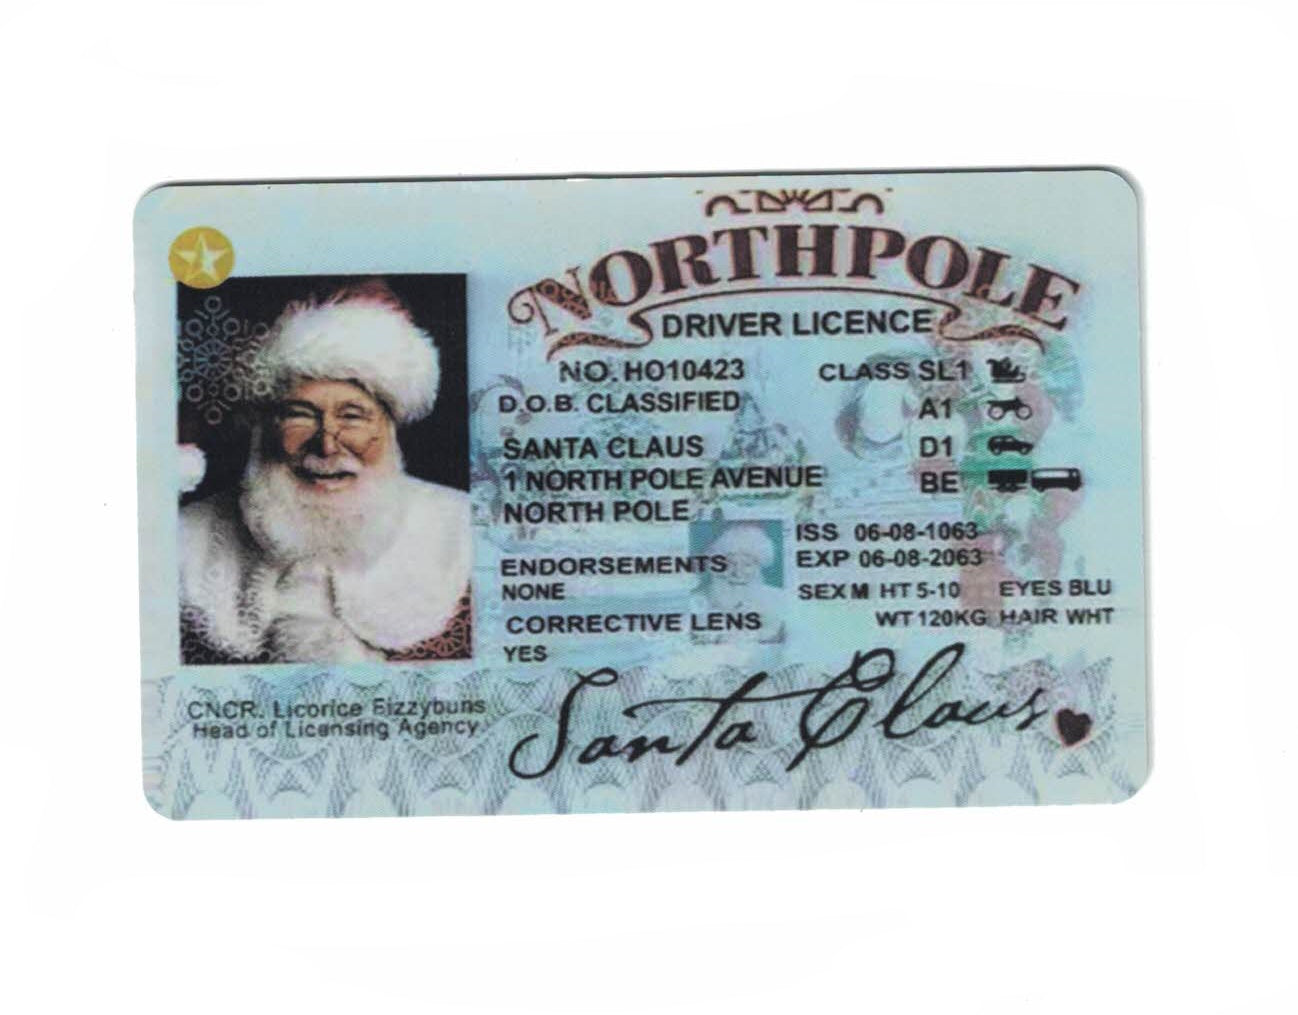 NORTHPOLE
DRIVER LICENCE
NO. HO10423
D.O.B. CLASSIFIED
SANTA CLAUS
1 NORTH POLE AVENUE
NORTH POLE
ENDORSEMENTS
NONE
CORRECTIVE LENS
YES
CLASS SL1
A1
D1
BE
ISS 06-08-1063
EXP 06-08-2063
SEX M HT 5-10 EYES BLU
WT 120KG HAIR WHT
CNCR. Licorice Fizzybuns
Head of Licensing Agency
Santa Claus